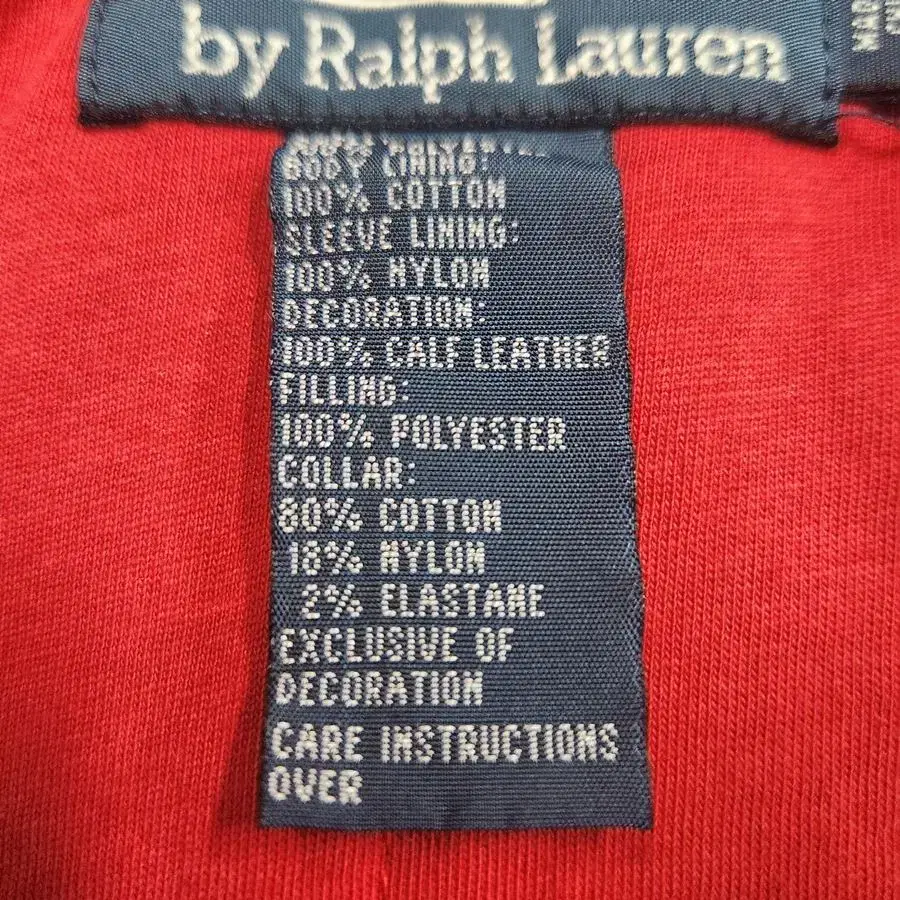 by Ralph Lauren
BODY LINING:
100% COTTON
SLEEVE LINING:
100% NYLON
DECORATION:
100% CALF LEATHER
FILLING:
100% POLYESTER
COLLAR:
80% COTTON
18% NYLON
2% ELASTANE
EXCLUSIVE OF
DECORATION
CARE INSTRUCTIONS
OVER